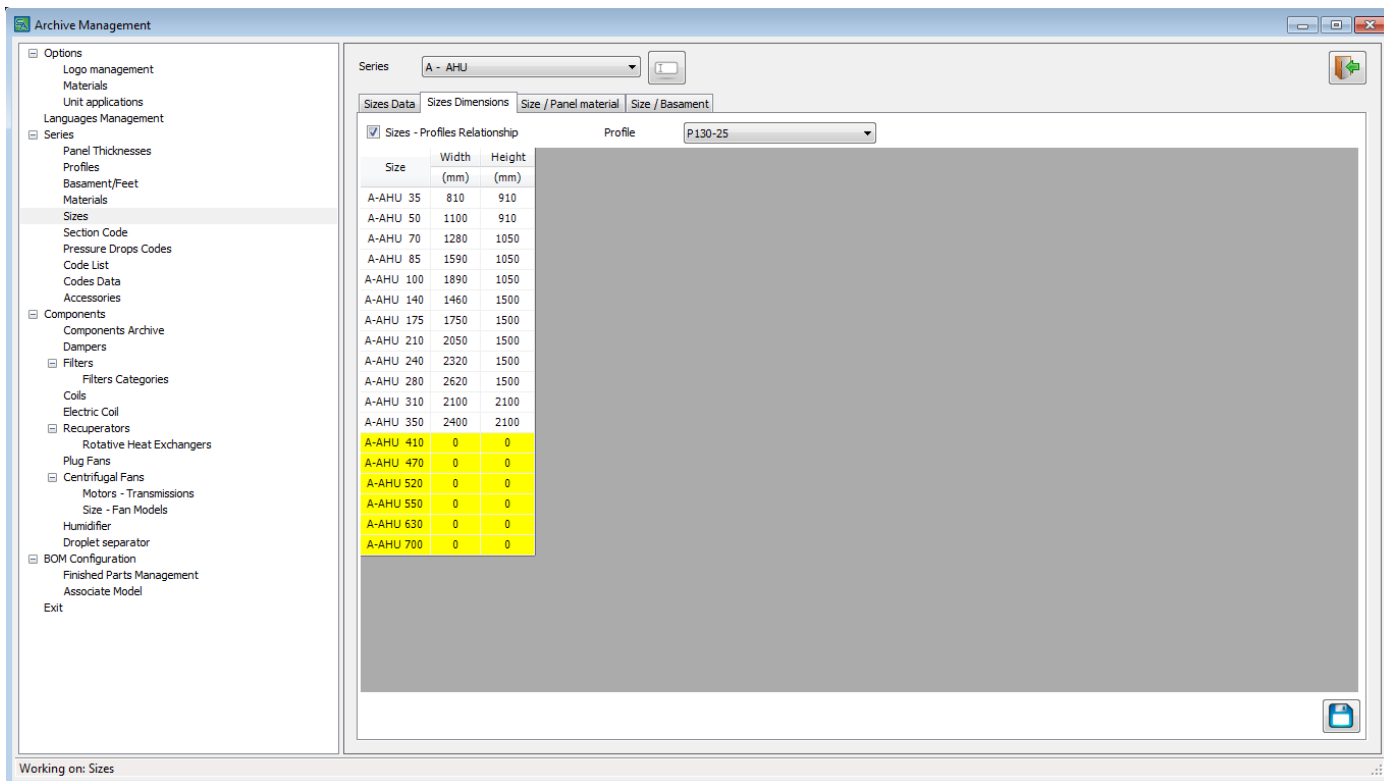 Archive Management
Options
Logo management
Materials
Unit applications
Languages Management
Series
Panel Thicknesses
Profiles
Basament/Feet
Materials
Sizes
Section Code
Pressure Drops Codes
Code List
Codes Data
Accessories
Components
Components Archive
Dampers
Filters
Filters Categories
Coils
Electric Coil
Recuperators
Rotative Heat Exchangers
Plug Fans
Centrifugal Fans
Motors - Transmissions
Size - Fan Models
Humidifier
Droplet separator
BOM Configuration
Finished Parts Management
Associate Model
Exit
Series A - AHU
Sizes Data Sizes Dimensions Size / Panel material Size / Basament
Sizes - Profiles Relationship Profile P130-25
Size Width Height
(mm) (mm)
A-AHU 35 810 910
A-AHU 50 1100 910
A-AHU 70 1280 1050
A-AHU 85 1590 1050
A-AHU 100 1890 1050
A-AHU 140 1460 1500
A-AHU 175 1750 1500
A-AHU 210 2050 1500
A-AHU 240 2320 1500
A-AHU 280 2620 1500
A-AHU 310 2100 2100
A-AHU 350 2400 2100
A-AHU 410 0 0
A-AHU 470 0 0
A-AHU 520 0 0
A-AHU 550 0 0
A-AHU 630 0 0
A-AHU 700 0 0
Working on: Sizes